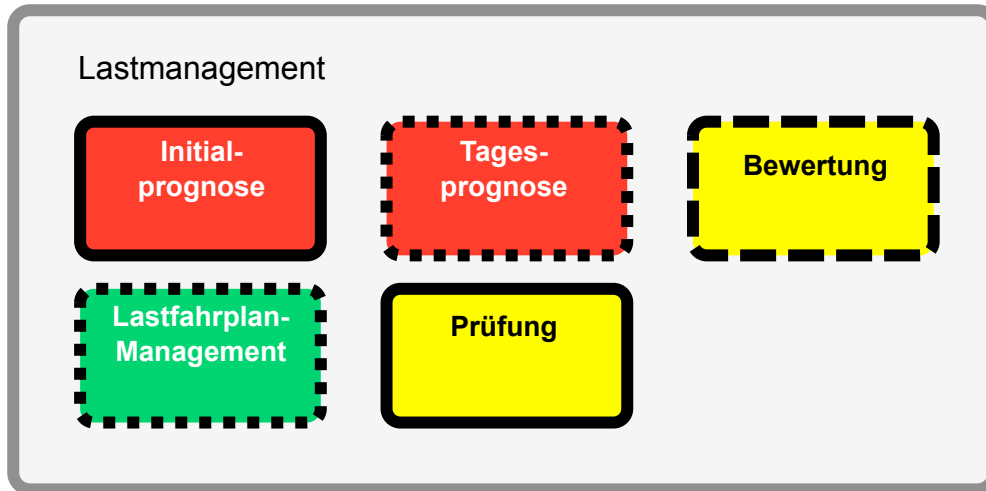 Lastmanagement
Initial-
prognose
Tages-
prognose
Bewertung
Lastfahrplan-
Management
Prüfung